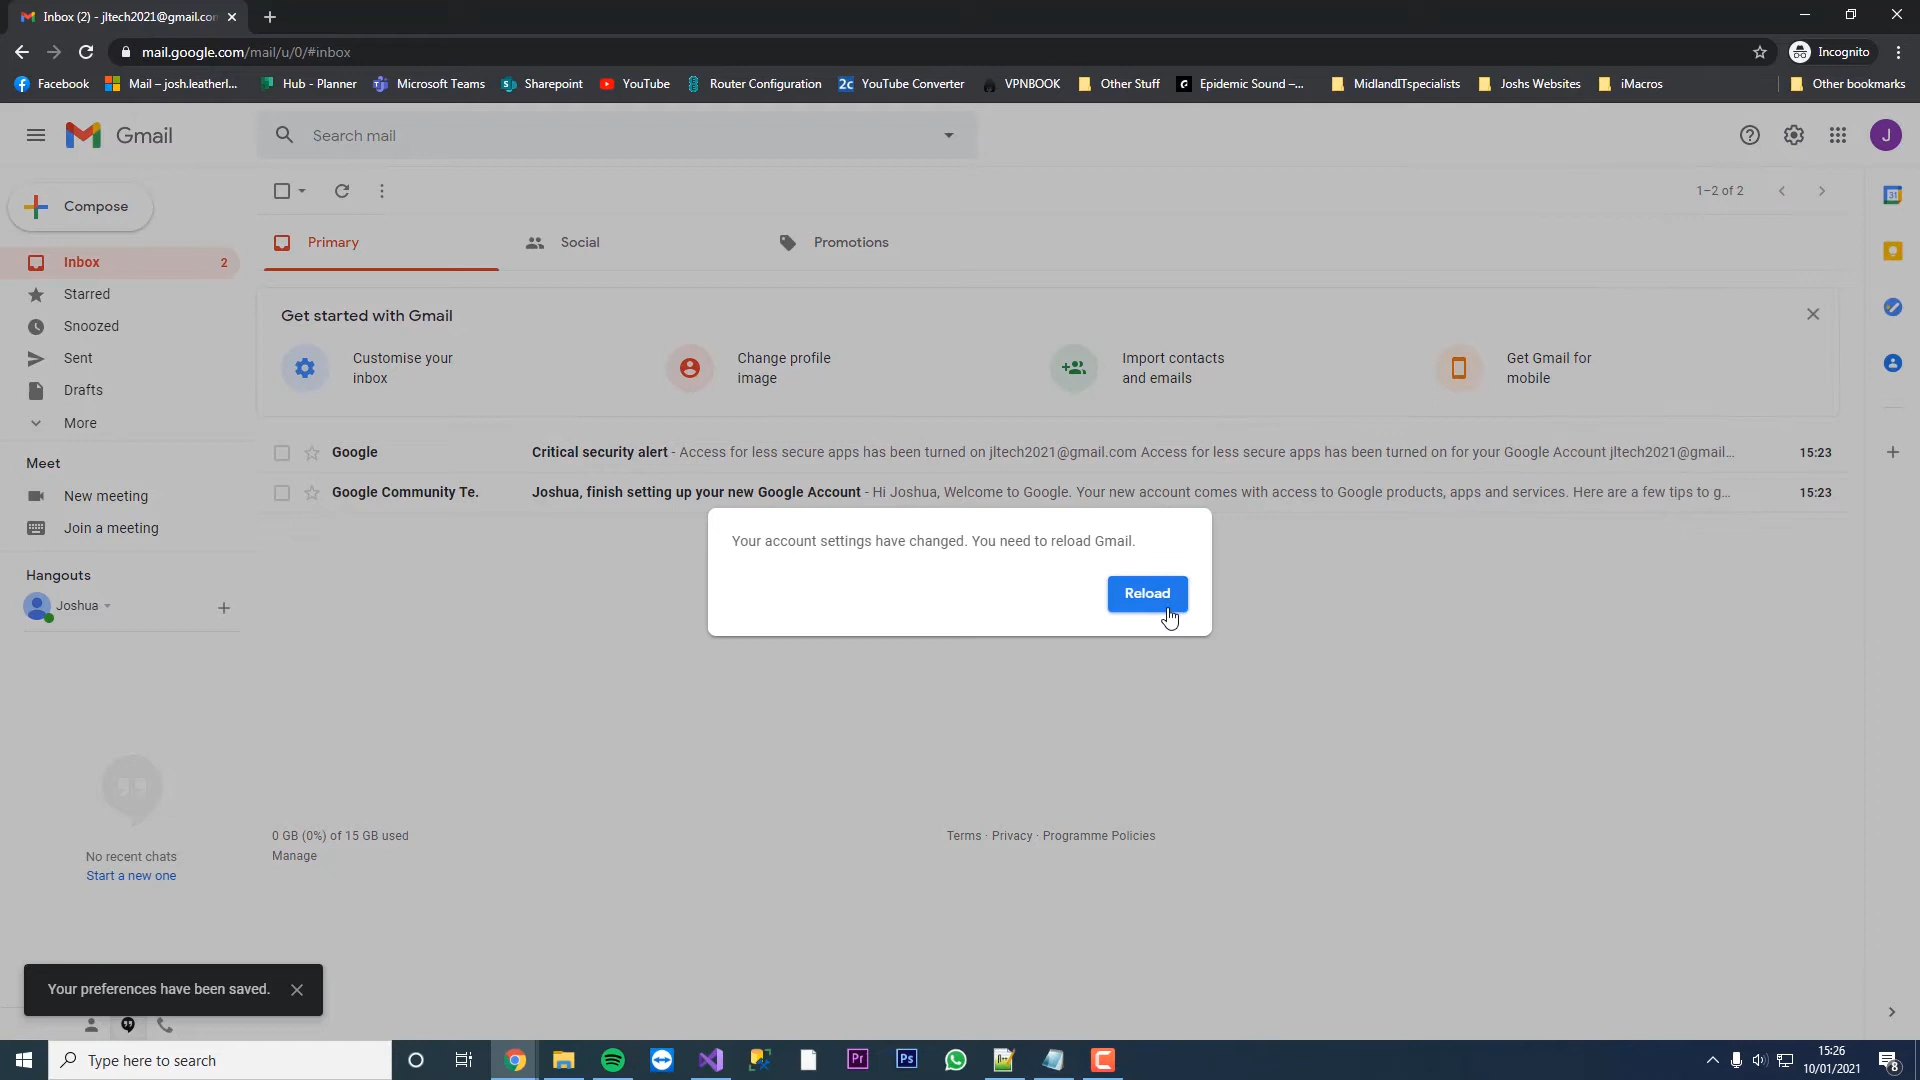 Inbox (2) - jltech2021@gmail.con
mail.google.com/mail/u/0/#inbox
Incognito
Facebook
Mail – josh.leatherl...
Hub - Planner
Microsoft Teams
Sharepoint
YouTube
Router Configuration
2c YouTube Converter
VPNBOOK
Other Stuff
Epidemic Sound –...
MidlandITspecialists
Joshs Websites
iMacros
Other bookmarks
Gmail
Search mail
J
Compose
1–2 of 2
31
Primary
Social
Promotions
Inbox 2
Starred
Snoozed
Sent
Drafts
More
Get started with Gmail
Customise your
inbox
Change profile
image
Import contacts
and emails
Get Gmail for
mobile
Google Critical security alert - Access for less secure apps has been turned on jltech2021@gmail.com Access for less secure apps has been turned on for your Google Account jltech2021@gmail... 15:23
Google Community Te. Joshua, finish setting up your new Google Account - Hi Joshua, Welcome to Google. Your new account comes with access to Google products, apps and services. Here are a few tips to g... 15:23
Meet
New meeting
Join a meeting
Your account settings have changed. You need to reload Gmail.
Reload
Hangouts
Joshua
No recent chats
Start a new one
0 GB (0%) of 15 GB used
Manage
Terms · Privacy · Programme Policies
Your preferences have been saved.
Type here to search
Pr
Ps
15:26
10/01/2021
8